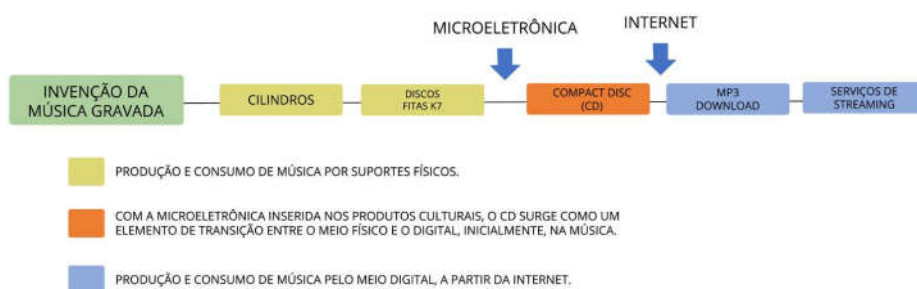 MICROELETRÔNICA
INTERNET
INVENÇÃO DA
MÚSICA GRAVADA
CILINDROS
DISCOS
FITAS K7
COMPACT DISC
(CD)
MP3
DOWNLOAD
SERVIÇOS DE
STREAMING
PRODUÇÃO E CONSUMO DE MÚSICA POR SUPORTES FÍSICOS.
COM A MICROELETRÔNICA INSERIDA NOS PRODUTOS CULTURAIS, O CD SURGE COMO UM
ELEMENTO DE TRANSIÇÃO ENTRE O MEIO FÍSICO E O DIGITAL, INICIALMENTE, NA MÚSICA.
PRODUÇÃO E CONSUMO DE MÚSICA PELO MEIO DIGITAL, A PARTIR DA INTERNET.